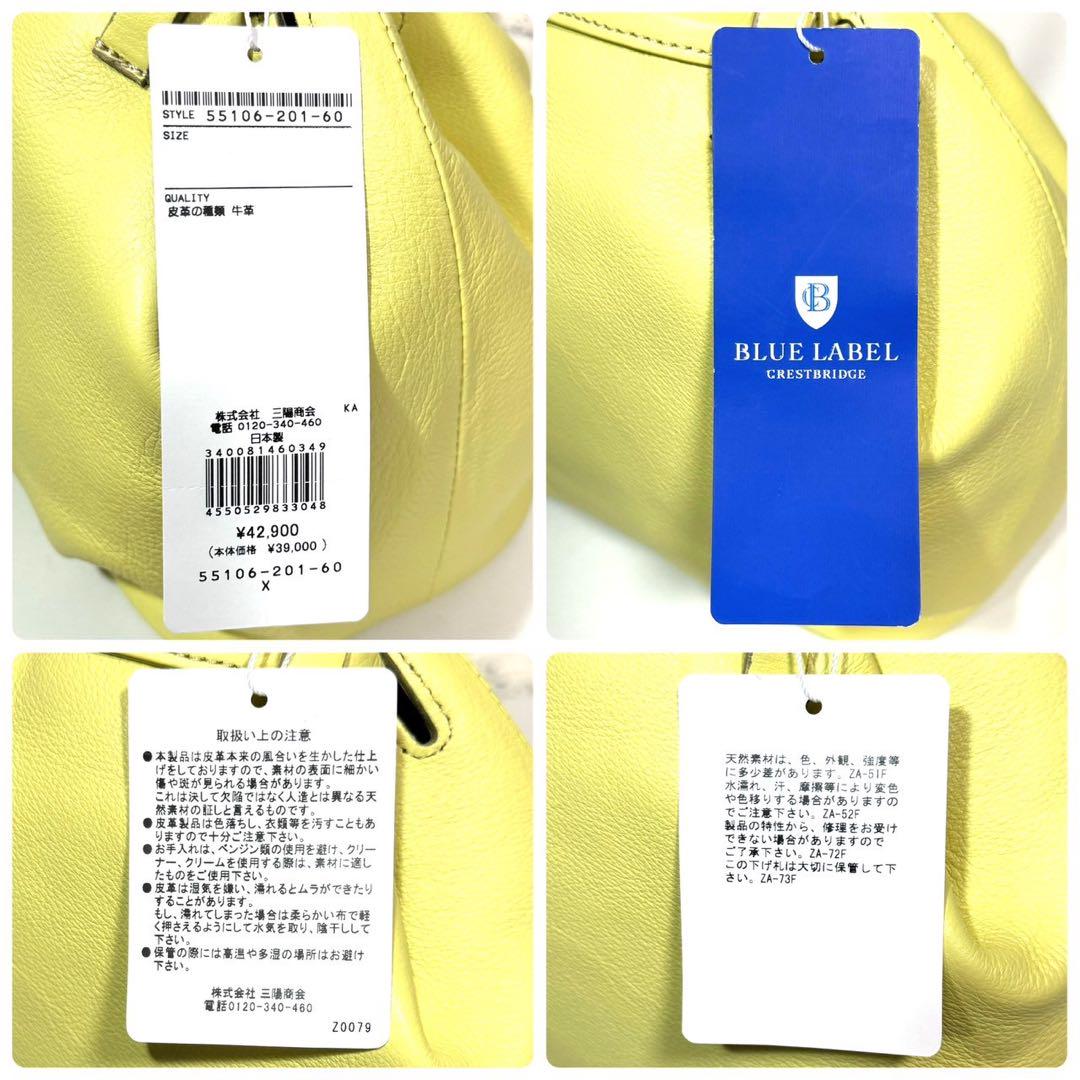 STYLE 55106-201-60
SIZE
QUALITY
皮革の種類 牛革
株式会社 三陽商会 KA
電話 0120-340-460
日本製
340081460349
4550529833048
¥42,900
(本体価格 ¥39,000)
55106-201-60
X
CB
BLUE LABEL
CRESTBRIDGE
取扱い上の注意
●本製品は皮革本来の風合いを生かした仕上
げをしておりますので、素材の表面に細かい
傷や斑が見られる場合があります。
これは決して欠陥ではなく人造とは異なる天
然素材の証しと言えるものです。
●皮革製品は色落ちし、衣類等を汚すこともあ
りますので十分ご注意下さい。
●お手入れは、ベンジン類の使用を避け、クリー
ナー、クリームを使用する際は、素材に適し
たものをご使用下さい。
●皮革は湿気を嫌い、濡れるとムラができたり
することがあります。
もし、濡れてしまった場合は柔らかい布で軽
く押さえるようにして水気を取り、陰干しして
下さい。
●保管の際には高温や多湿の場所はお避け
下さい。
株式会社 三陽商会
電話0120-340-460
Z0079
天然素材は、色、外観、強度等
に多少差があります。ZA-51F
水濡れ、汗、摩擦等により変色
や色移りする場合がありますの
でご注意下さい。ZA-52F
製品の特性から、修理をお受け
できない場合がありますので
ご了承下さい。ZA-72F
この下げ札は大切に保管して下
さい。ZA-73F